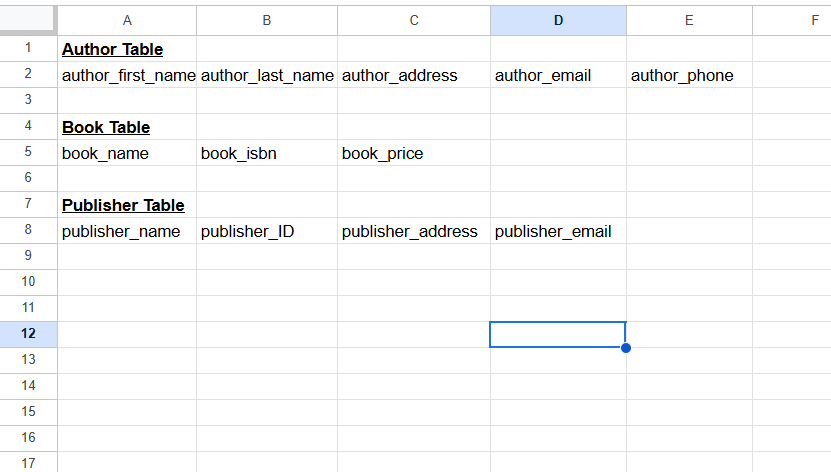 A B C D E F
1 Author Table
2 author_first_name author_last_name author_address author_email author_phone
3
4 Book Table
5 book_name book_isbn book_price
6
7 Publisher Table
8 publisher_name publisher_ID publisher_address publisher_email
9
10
11
12
13
14
15
16
17